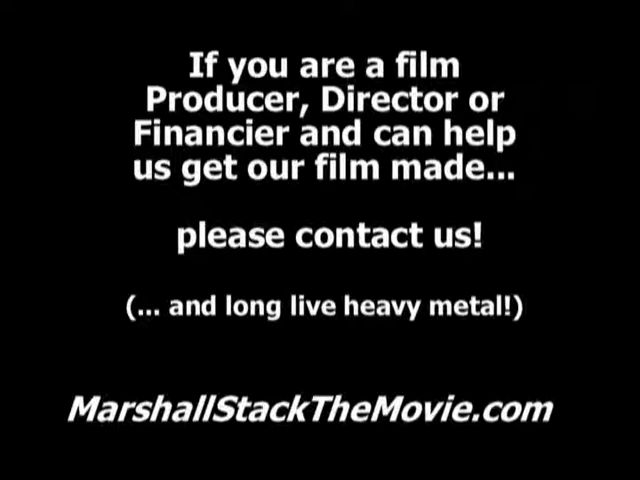 If you are a film
Producer, Director or
Financier and can help
us get our film made...
please contact us!
(... and long live heavy metal!)
MarshallStackTheMovie.com